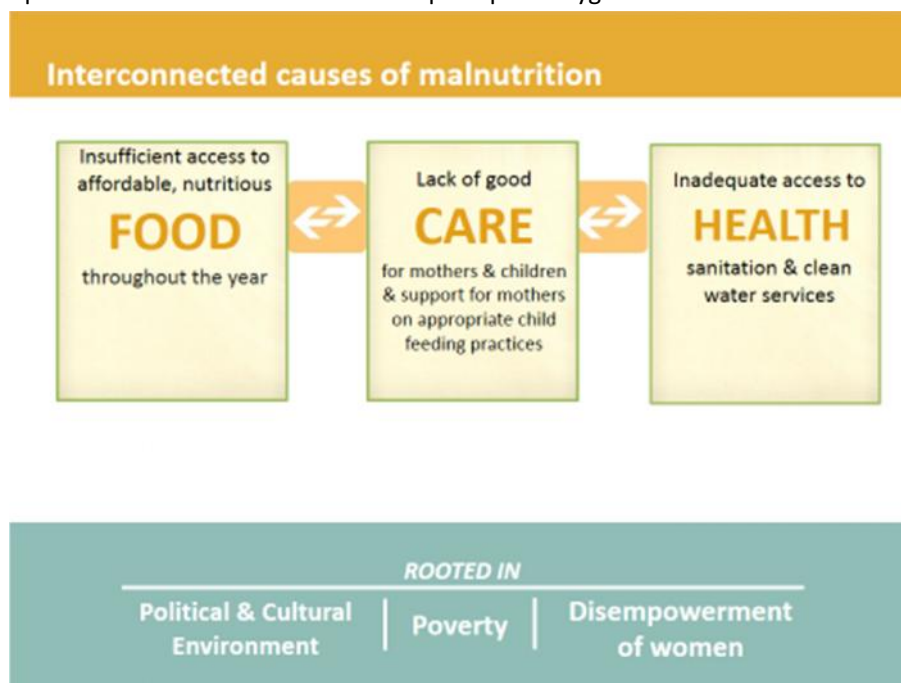 Interconnected causes of malnutrition
Insufficient access to
affordable, nutritious
FOOD
throughout the year
Lack of good
CARE
for mothers & children
& support for mothers
on appropriate child
feeding practices
Inadequate access to
HEALTH
sanitation & clean
water services
ROOTED IN
Political & Cultural
Environment
Poverty
Disempowerment
of women